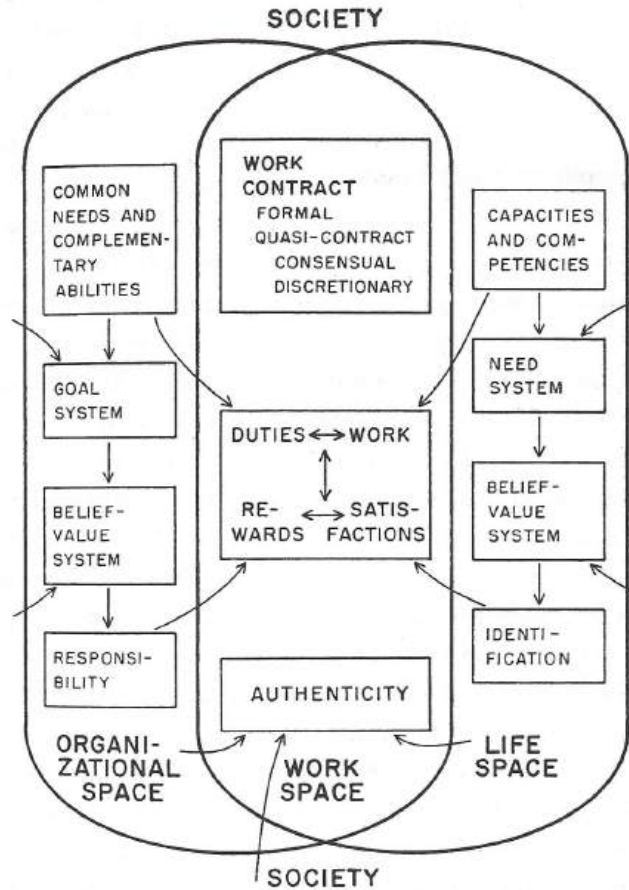 SOCIETY
COMMON
NEEDS AND
COMPLEMEN-
TARY
ABILITIES
GOAL
SYSTEM
BELIEF-
VALUE
SYSTEM
RESPONSI-
BILITY
ORGANI-
ZATIONAL
SPACE
WORK
CONTRACT
FORMAL
QUASI-CONTRACT
CONSENSUAL
DISCRETIONARY
DUTIES WORK
RE- SATIS-
WARDS FACTIONS
AUTHENTICITY
WORK
SPACE
CAPACITIES
AND COM-
PETENCIES
NEED
SYSTEM
BELIEF-
VALUE
SYSTEM
IDENTI-
FICATION
LIFE
SPACE
SOCIETY